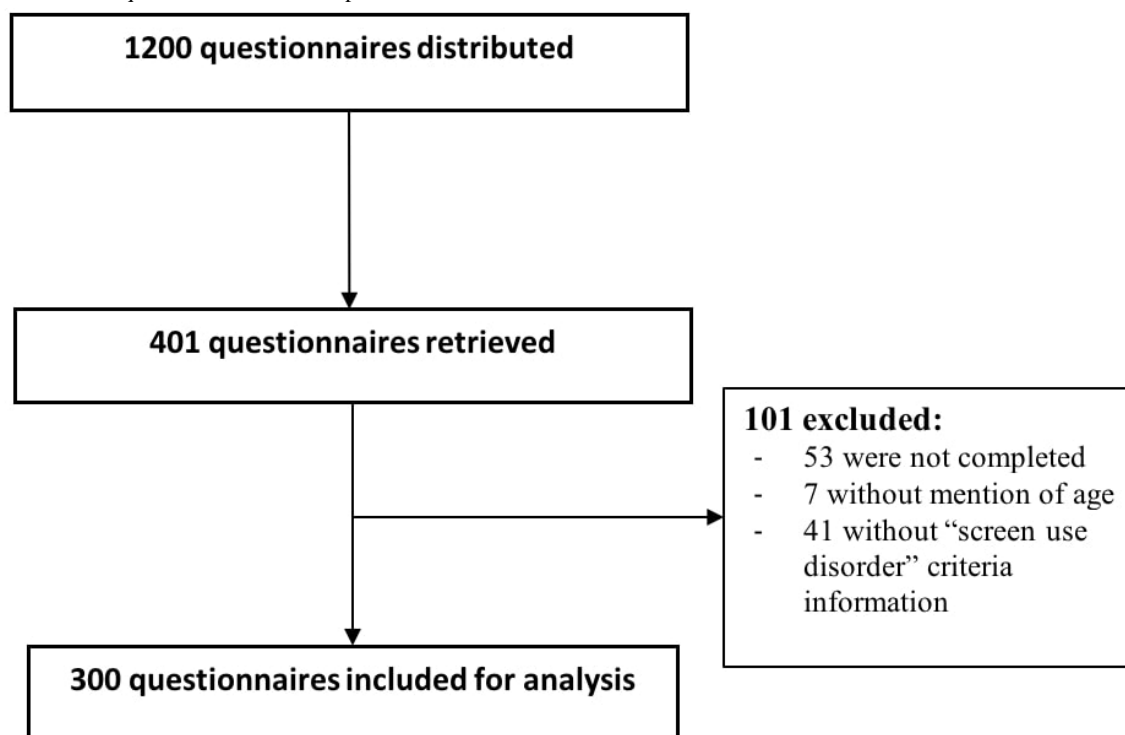 1200 questionnaires distributed
401 questionnaires retrieved
101 excluded:
- 53 were not completed
- 7 without mention of age
- 41 without “screen use
disorder” criteria
information
300 questionnaires included for analysis